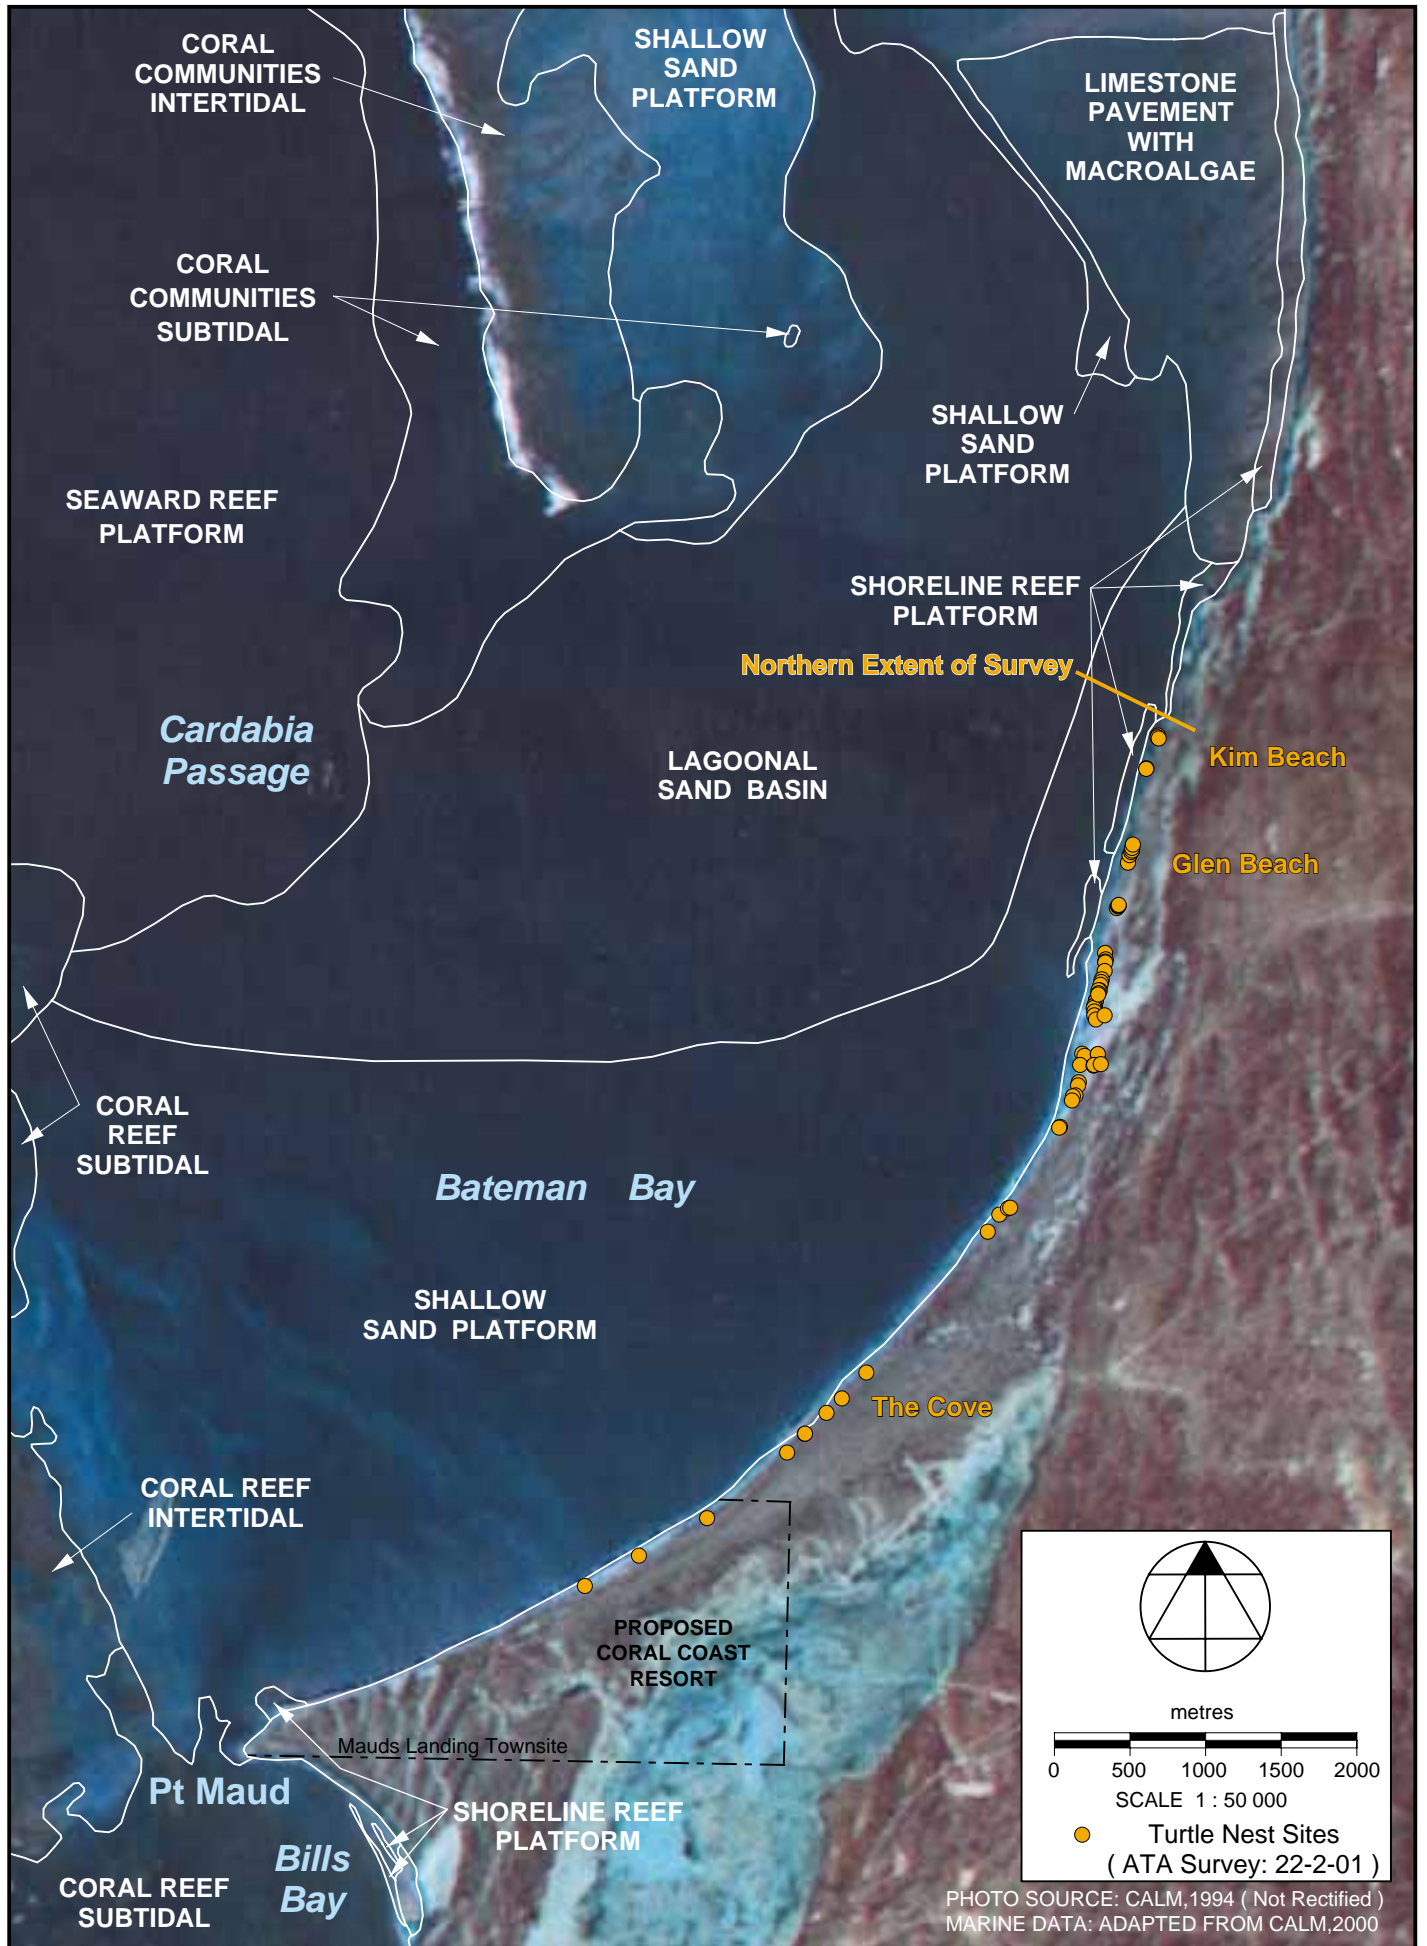 CORAL
COMMUNITIES
INTERTIDAL
SHALLOW
SAND
PLATFORM
LIMESTONE
PAVEMENT
WITH
MACROALGAE
CORAL
COMMUNITIES
SUBTIDAL
SHALLOW
SAND
PLATFORM
SEAWARD REEF
PLATFORM
SHORELINE REEF
PLATFORM
Northern Extent of Survey
Cardabia
Passage
LAGOONAL
SAND BASIN
Kim Beach
Glen Beach
CORAL
REEF
SUBTIDAL
Bateman Bay
SHALLOW
SAND PLATFORM
The Cove
CORAL REEF
INTERTIDAL
PROPOSED
CORAL COAST
RESORT
Mauds Landing Townsite
Pt Maud
SHORELINE REEF
PLATFORM
Bills
Bay
CORAL REEF
SUBTIDAL
metres
0 500 1000 1500 2000
SCALE 1 : 50 000
Turtle Nest Sites
( ATA Survey: 22-2-01 )
PHOTO SOURCE: CALM,1994 ( Not Rectified )
MARINE DATA: ADAPTED FROM CALM,2000